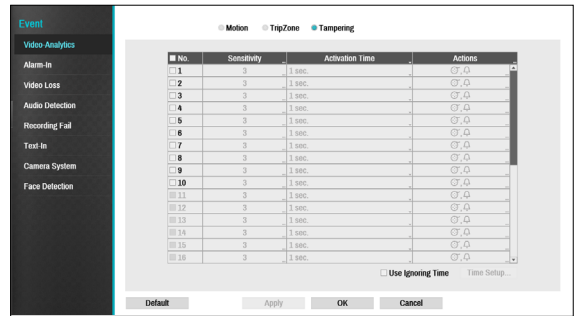 Event
Motion TripZone Tampering
Video-Analytics
Alarm-In
Video Loss
Audio Detection
Recording Fail
Text-In
Camera System
Face Detection
No. Sensitivity Activation Time Actions
1 3 1 sec.
2 3 1 sec.
3 3 1 sec.
4 3 1 sec.
5 3 1 sec.
6 3 1 sec.
7 3 1 sec.
8 3 1 sec.
9 3 1 sec.
10 3 1 sec.
11 3 1 sec.
12 3 1 sec.
13 3 1 sec.
14 3 1 sec.
15 3 1 sec.
16 3 1 sec.
Use Ignoring Time Time Setup...
Default Apply OK Cancel